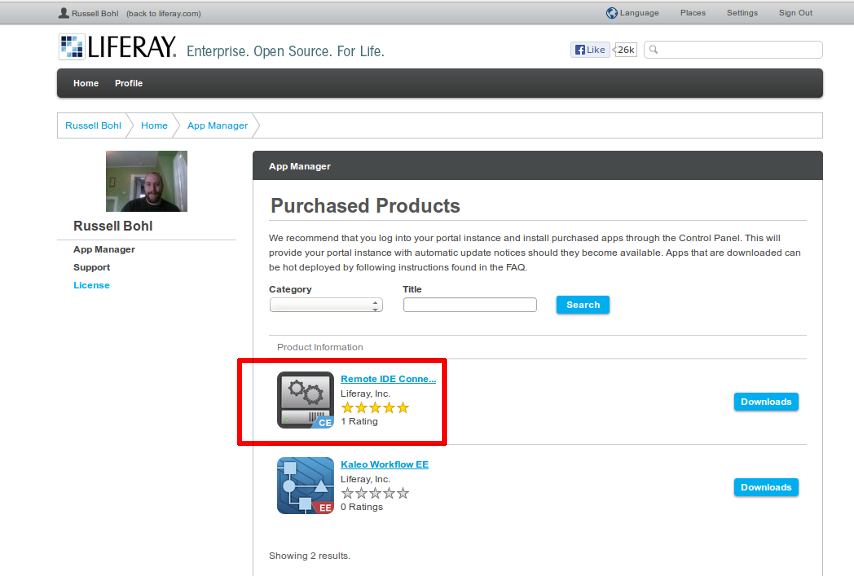 Russell Bohl (back to liferay.com) Language Places Settings Sign Out
LIFERAY. Enterprise. Open Source. For Life.
Like 26k
Home Profile
Russell Bohl Home App Manager
App Manager
Russell Bohl
App Manager
Support
License
Purchased Products
We recommend that you log into your portal instance and install purchased apps through the Control Panel. This will
provide your portal instance with automatic update notices should they become available. Apps that are downloaded can
be hot deployed by following instructions found in the FAQ.
Category Title
Search
Product Information
Remote IDE Conne...
Liferay, Inc.
1 Rating
CE
Downloads
Kaleo Workflow EE
Liferay, Inc.
0 Ratings
EE
Downloads
Showing 2 results.